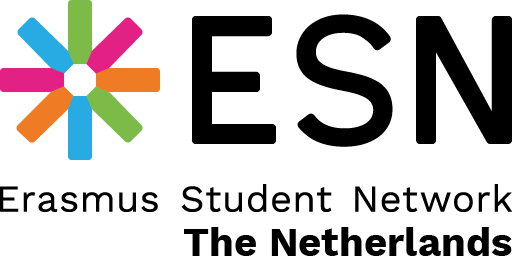 ESN
Erasmus Student Network
The Netherlands